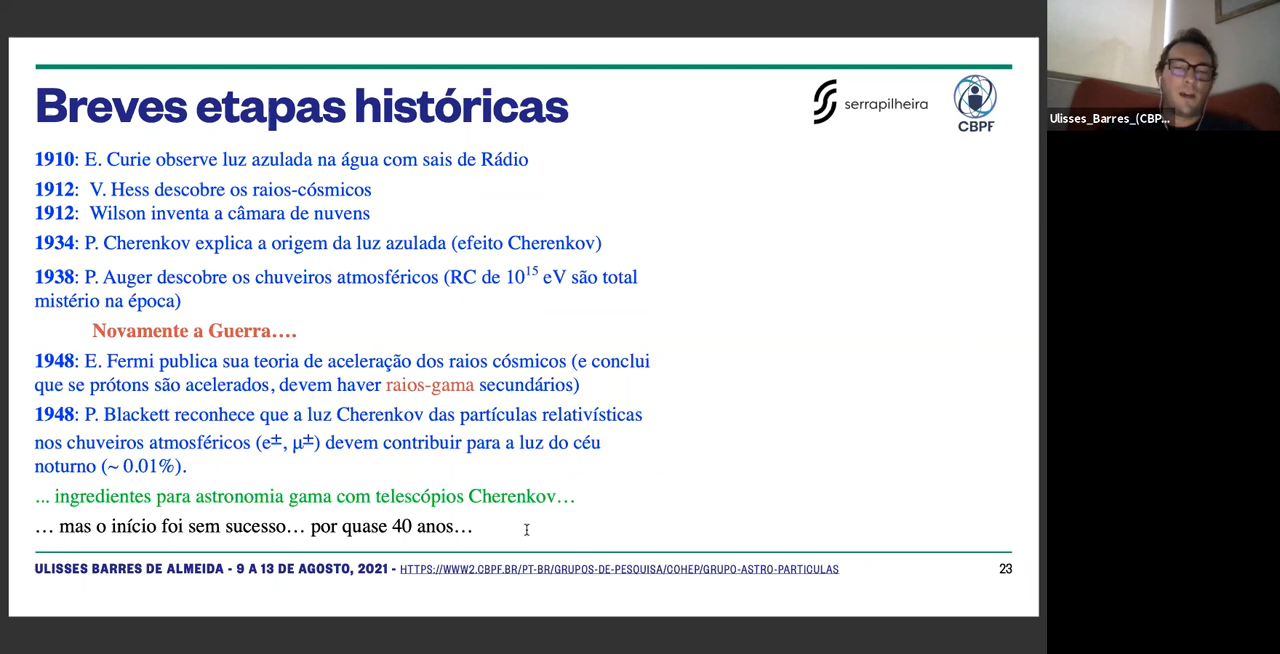 Breves etapas históricas
serrapilheira
CBPF
Ulisses_Barres_(CBP...
1910: E. Curie observe luz azulada na água com sais de Rádio
1912: V. Hess descobre os raios-cósmicos
1912: Wilson inventa a câmara de nuvens
1934: P. Cherenkov explica a origem da luz azulada (efeito Cherenkov)
1938: P. Auger descobre os chuveiros atmosféricos (RC de 10¹⁵ eV são total
mistério na época)
Novamente a Guerra....
1948: E. Fermi publica sua teoria de aceleração dos raios cósmicos (e conclui
que se prótons são acelerados, devem haver raios-gama secundários)
1948: P. Blackett reconhece que a luz Cherenkov das partículas relativísticas
nos chuveiros atmosféricos (e±, µ±) devem contribuir para a luz do céu
noturno (~ 0.01%).
... ingredientes para astronomia gama com telescópios Cherenkov…
… mas o início foi sem sucesso… por quase 40 anos…
ULISSES BARRES DE ALMEIDA - 9 A 13 DE AGOSTO, 2021 - HTTPS://WWW2.CBPF.BR/PT-BR/GRUPOS-DE-PESQUISA/COHEP/GRUPO-ASTRO-PARTICULAS
23